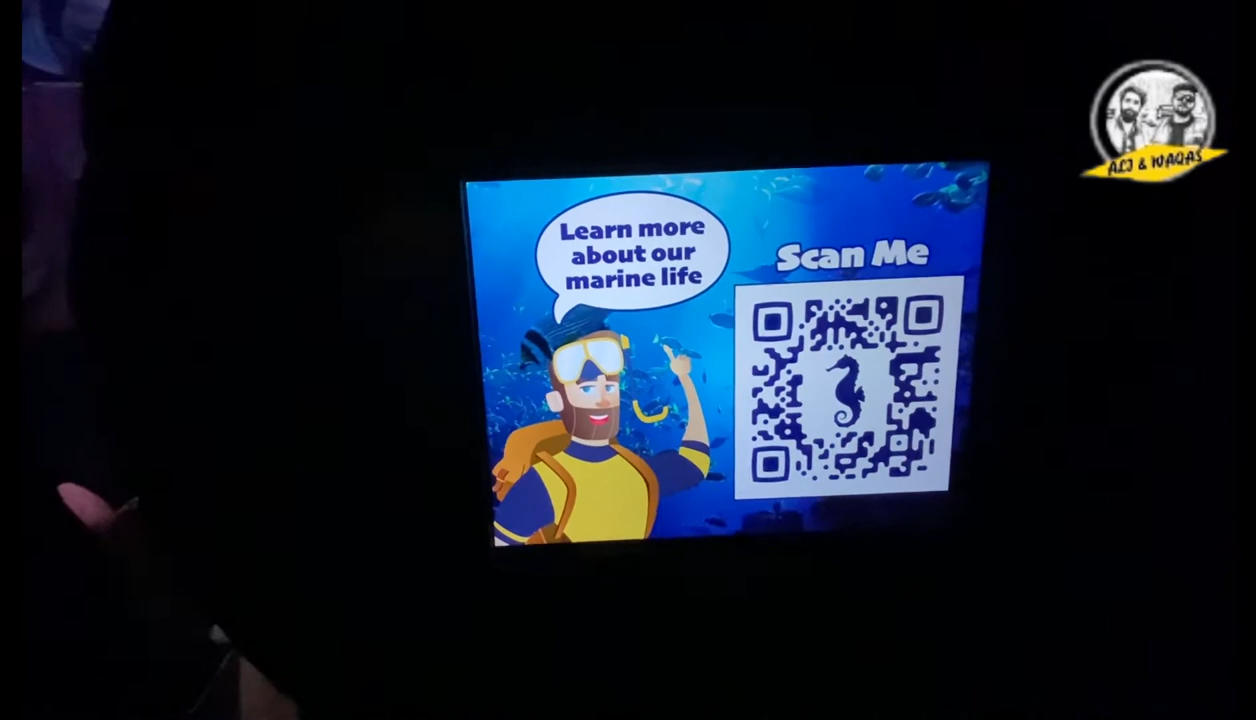 Learn more
about our
marine life
Scan Me
ALI & WAQAS